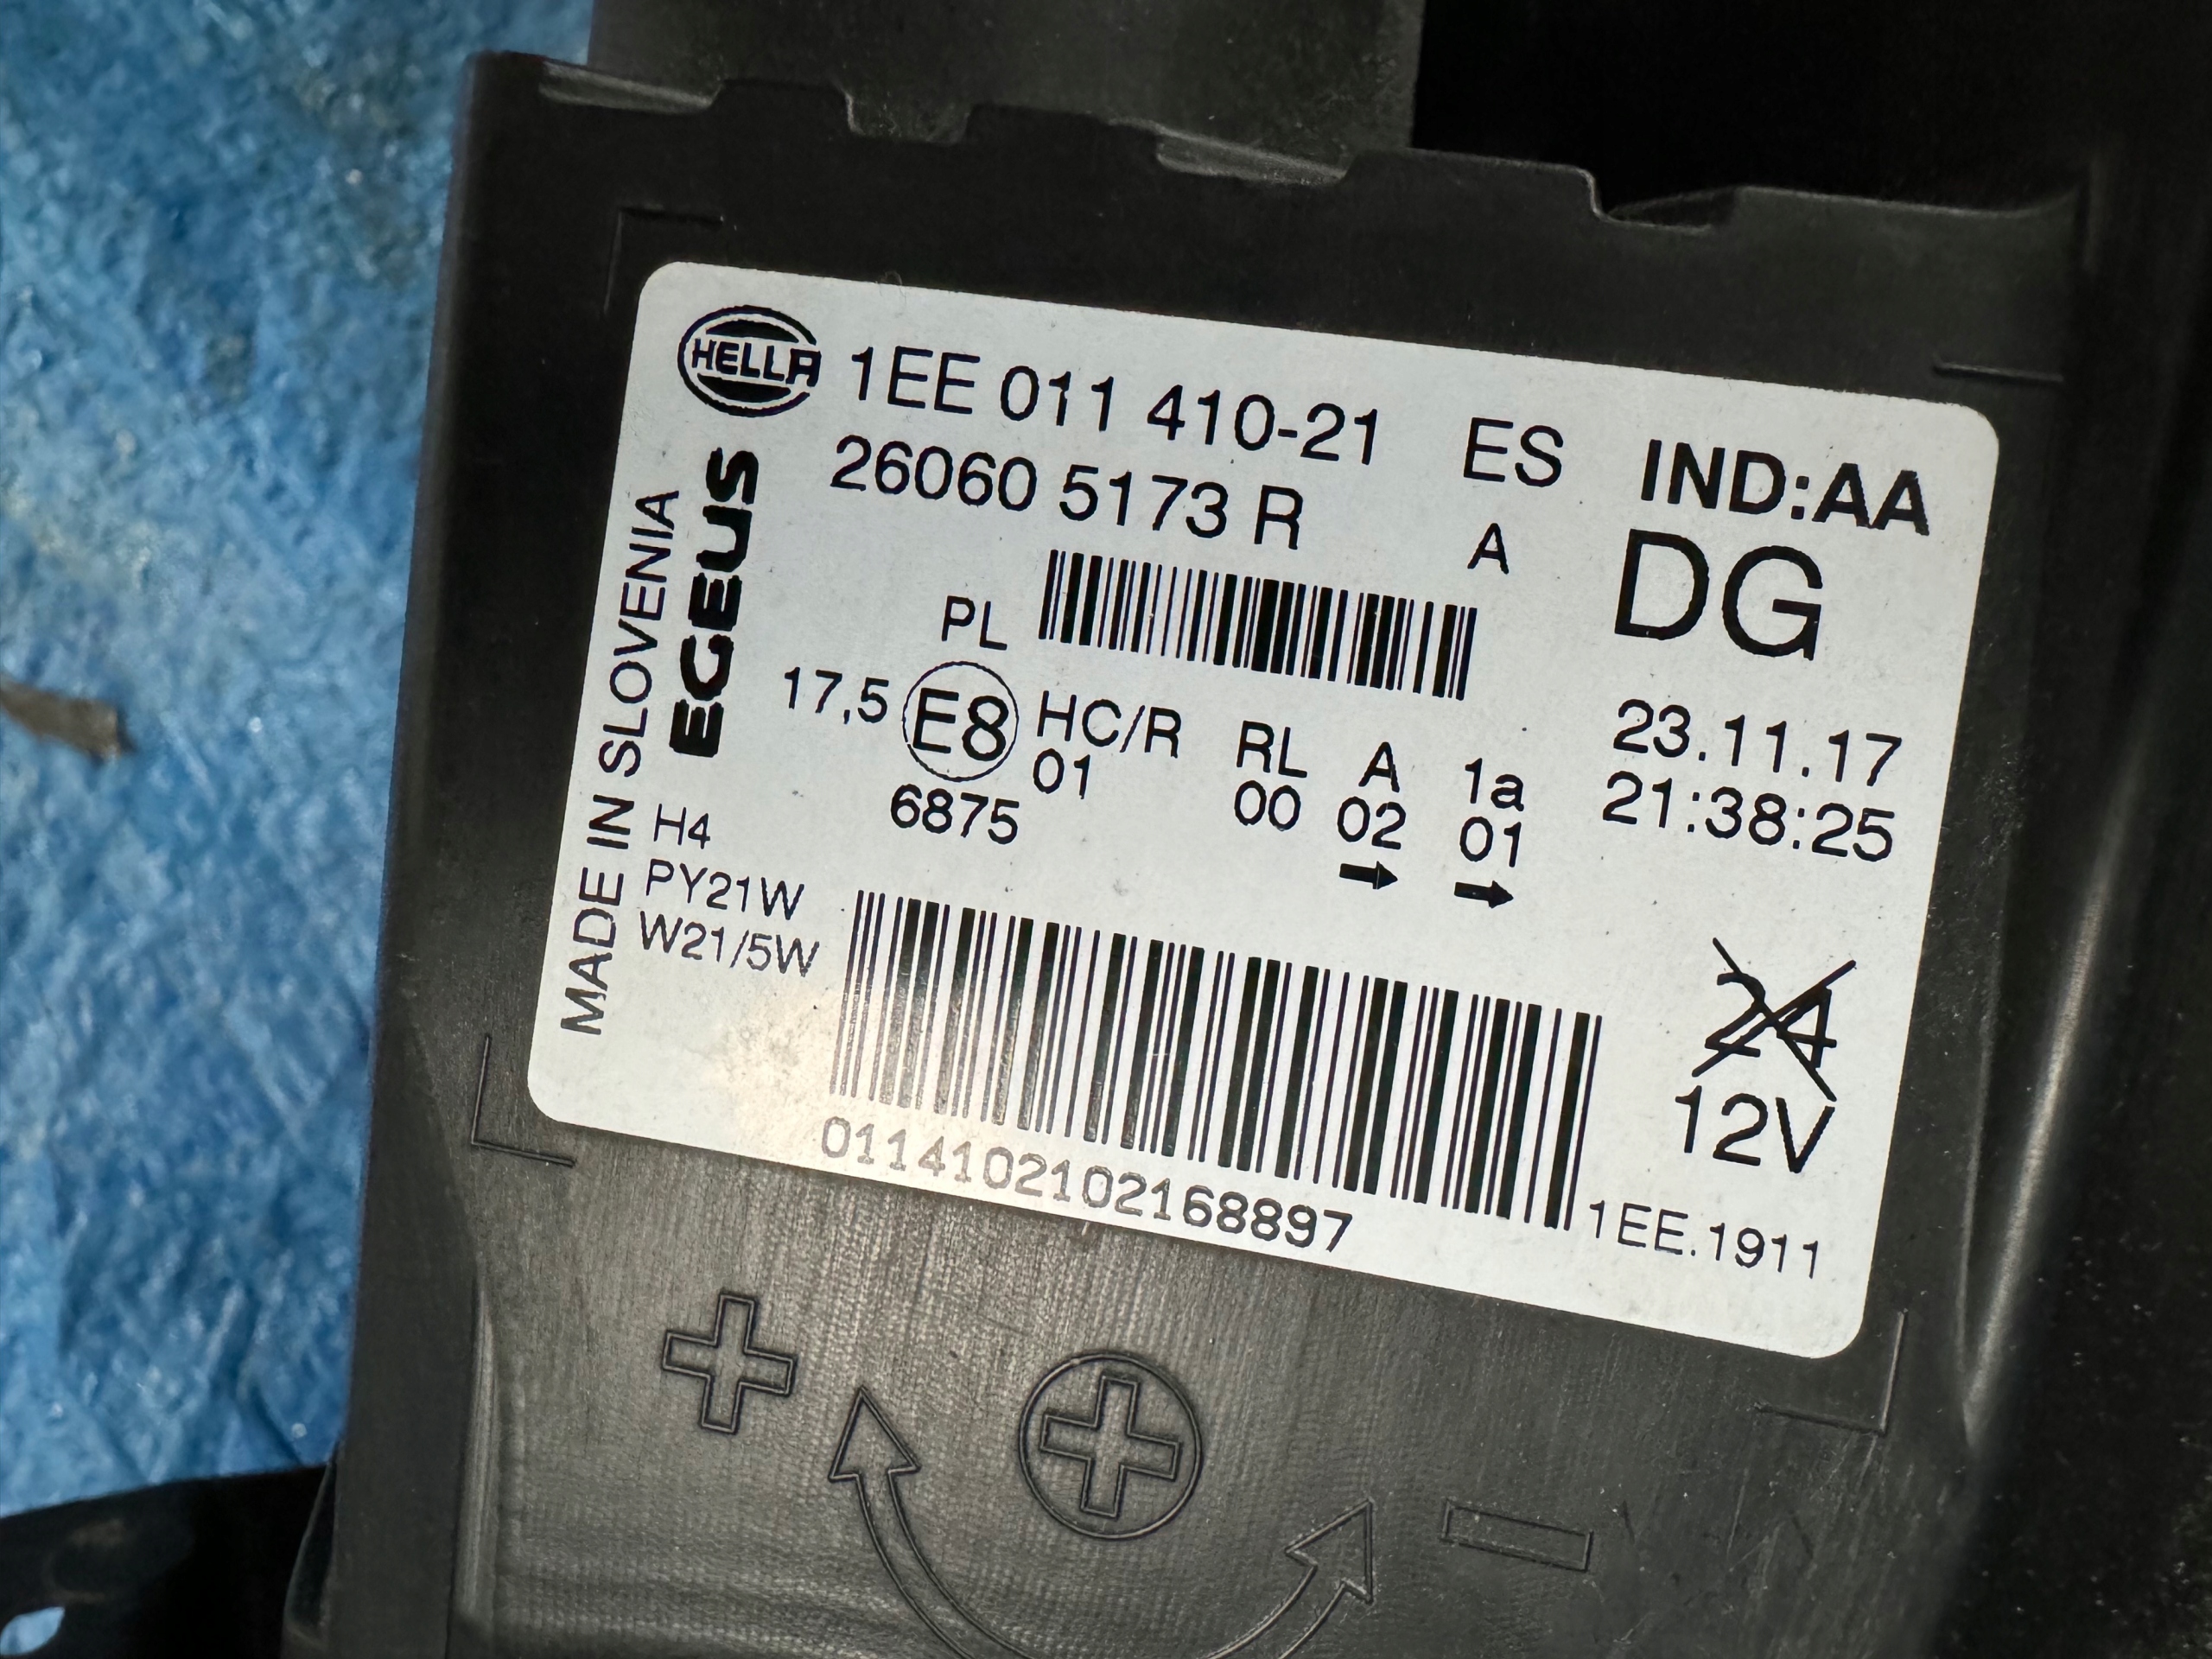 HELLA 1EE 011 410-21 ES IND:AA
26060 5173 R A DG
MADE IN SLOVENIA
EGEUS
PL
17,5 E8 HC/R RL A 1a 23.11.17
01 00 02 01 21:38:25
6875 → →
H4
PY21W
W21/5W
24
12V
01141021021 68897
1EE.1911